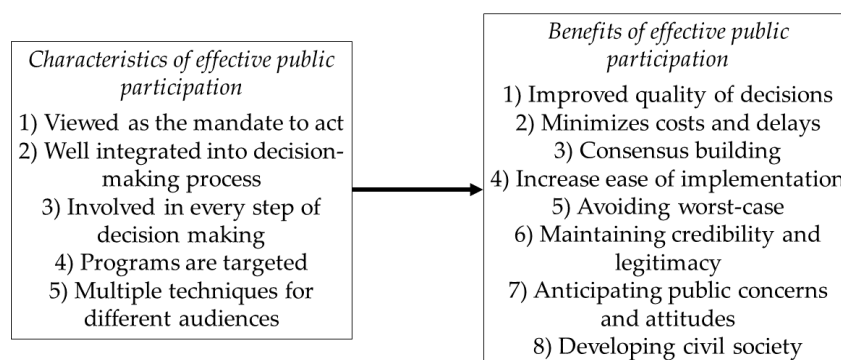 Characteristics of effective public
participation
1) Viewed as the mandate to act
2) Well integrated into decision-
making process
3) Involved in every step of
decision making
4) Programs are targeted
5) Multiple techniques for
different audiences
Benefits of effective public
participation
1) Improved quality of decisions
2) Minimizes costs and delays
3) Consensus building
4) Increase ease of implementation
5) Avoiding worst-case
6) Maintaining credibility and
legitimacy
7) Anticipating public concerns
and attitudes
8) Developing civil society